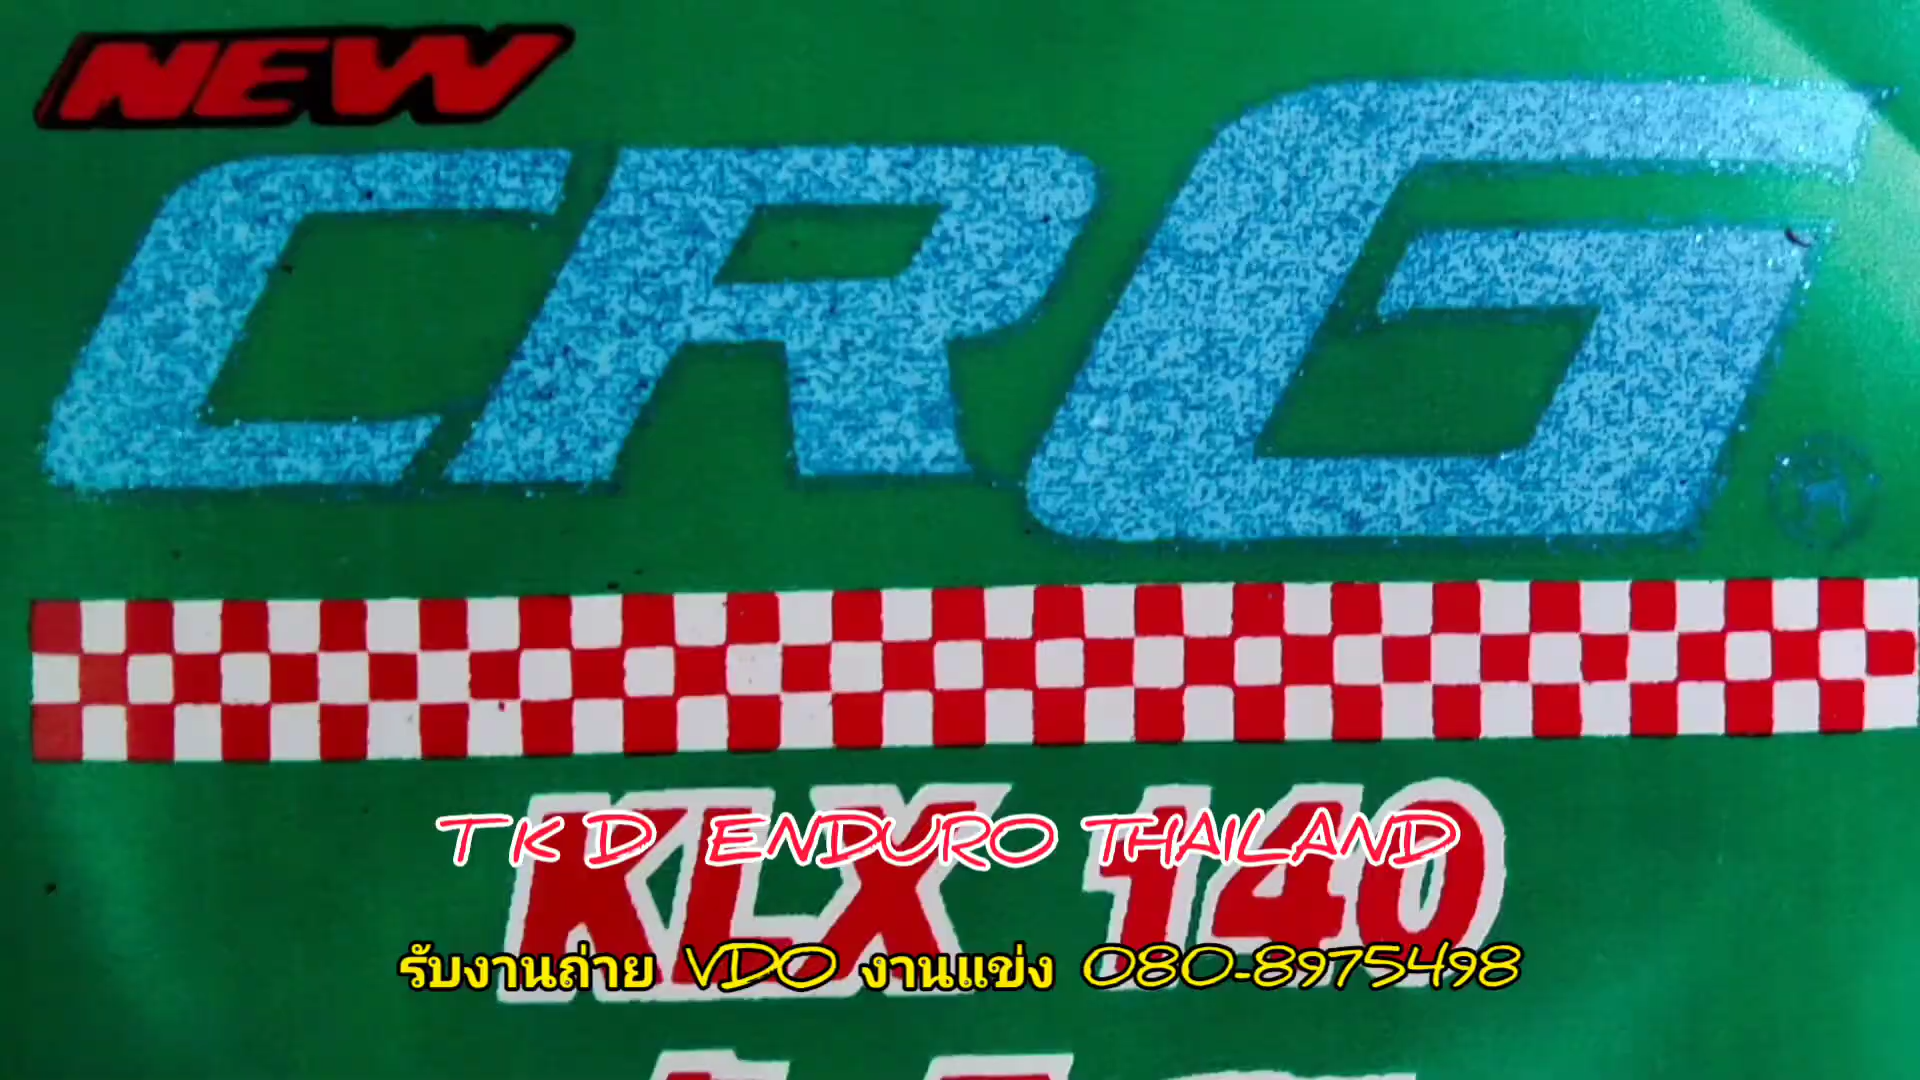 NEW
CRG
KLX 140
TKD ENDURO THAILAND
รับงานถ่าย VDO งานแข่ง 080-8975498